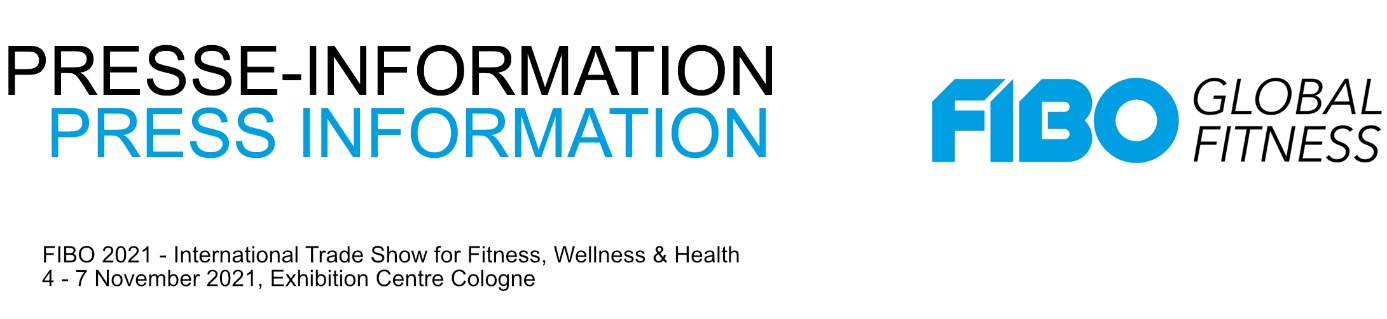 PRESSE-INFORMATION
PRESS INFORMATION
FIBO GLOBAL
FITNESS
FIBO 2021 - International Trade Show for Fitness, Wellness & Health
4 - 7 November 2021, Exhibition Centre Cologne